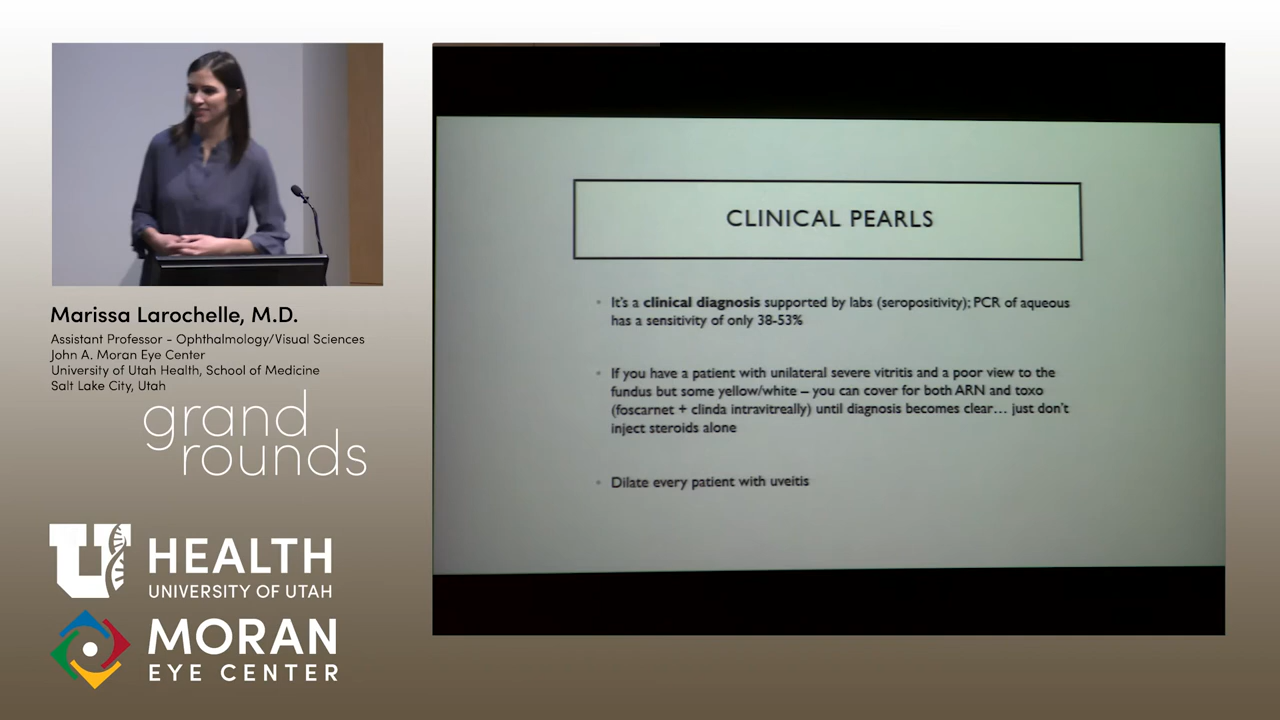 Marissa Larochelle, M.D.
Assistant Professor - Ophthalmology/Visual Sciences
John A. Moran Eye Center
University of Utah Health, School of Medicine
Salt Lake City, Utah
grand
rounds
U HEALTH
UNIVERSITY OF UTAH
MORAN
EYE CENTER
CLINICAL PEARLS
• It's a clinical diagnosis supported by labs (seropositivity); PCR of aqueous
has a sensitivity of only 38-53%
• If you have a patient with unilateral severe vitritis and a poor view to the
fundus but some yellow/white – you can cover for both ARN and toxo
(foscarnet + clinda intravitreally) until diagnosis becomes clear... just don't
inject steroids alone
• Dilate every patient with uveitis